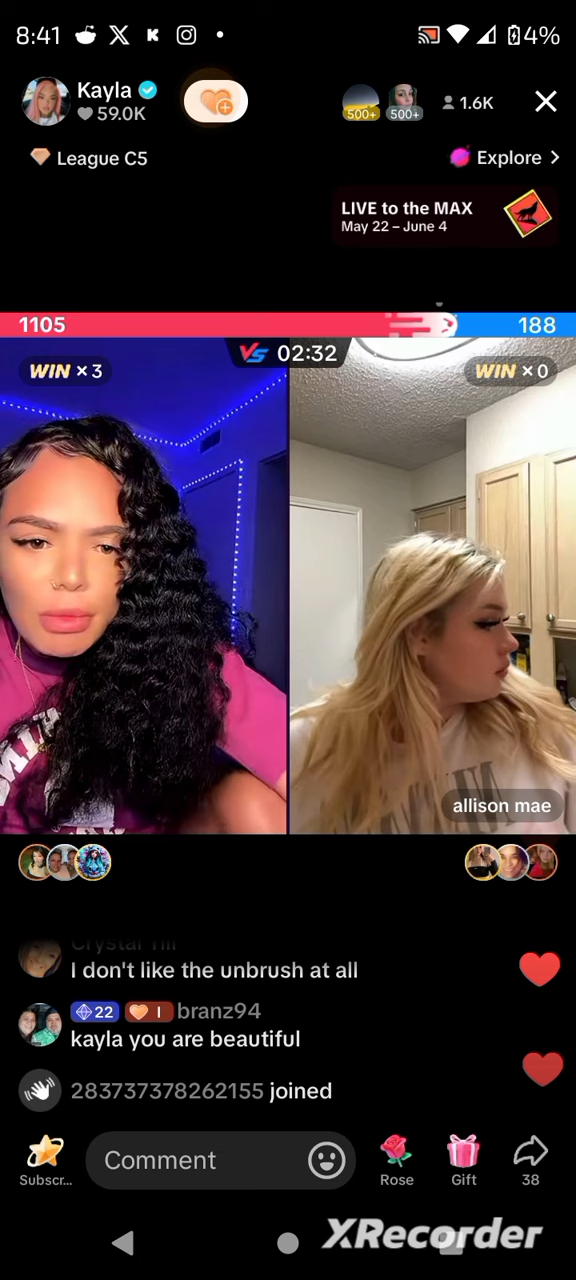 8:41
4%
Kayla
59.0K
500+
500+
1.6K
League C5
Explore >
LIVE to the MAX
May 22 – June 4
1105
188
VS 02:32
WIN × 3
WIN × 0
allison mae
Crystal
I don't like the unbrush at all
22 I branz94
kayla you are beautiful
283737378262155 joined
Comment
Subscr...
Rose
Gift
38
XRecorder